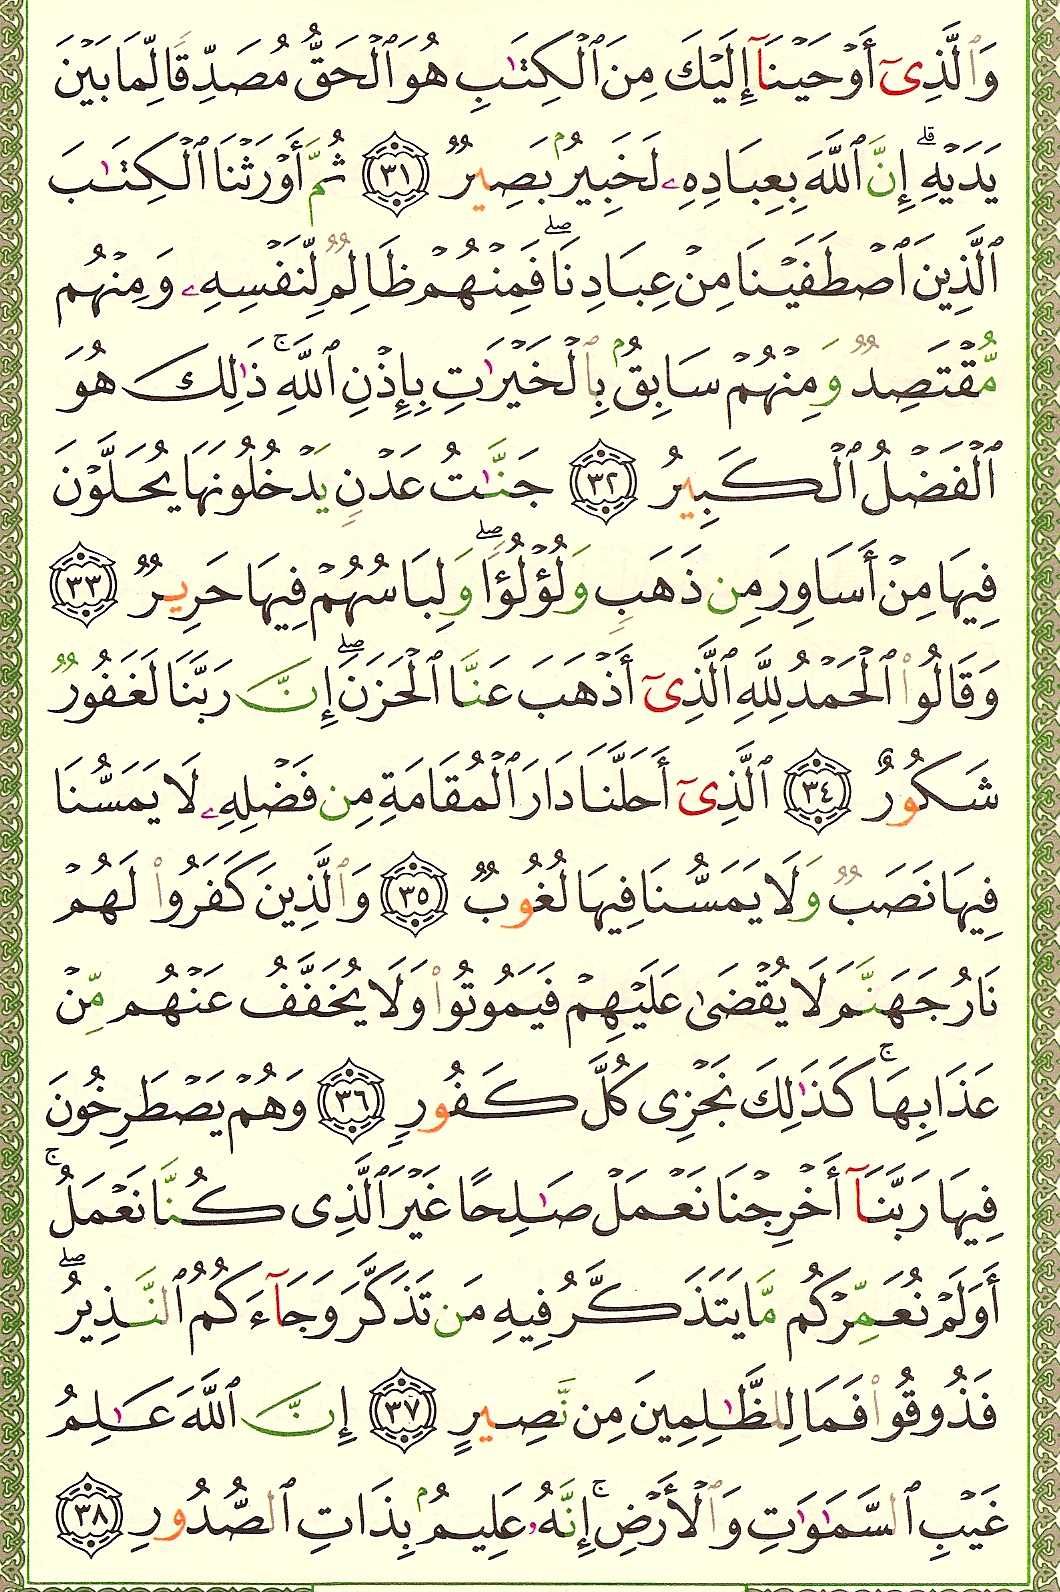 وَٱلَّذِىٓ أَوْحَيْنَآ إِلَيْكَ مِنَ ٱلْكِتَٰبِ هُوَ ٱلْحَقُّ مُصَدِّقًا لِّمَا بَيْنَ
يَدَيْهِ ۗ إِنَّ ٱللَّهَ بِعِبَادِهِۦ لَخَبِيرٌۢ بَصِيرٌ ٣١ ثُمَّ أَوْرَثْنَا ٱلْكِتَٰبَ
ٱلَّذِينَ ٱصْطَفَيْنَا مِنْ عِبَادِنَا ۖ فَمِنْهُمْ ظَالِمٌ لِّنَفْسِهِۦ وَمِنْهُم
مُّقْتَصِدٌ وَمِنْهُمْ سَابِقٌۢ بِٱلْخَيْرَٰتِ بِإِذْنِ ٱللَّهِ ۚ ذَٰلِكَ هُوَ
ٱلْفَضْلُ ٱلْكَبِيرُ ٣٢ جَنَّٰتُ عَدْنٍ يَدْخُلُونَهَا يُحَلَّوْنَ
فِيهَا مِنْ أَسَاوِرَ مِن ذَهَبٍ وَلُؤْلُؤًا ۖ وَلِبَاسُهُمْ فِيهَا حَرِيرٌ ٣٣
وَقَالُوا۟ ٱلْحَمْدُ لِلَّهِ ٱلَّذِىٓ أَذْهَبَ عَنَّا ٱلْحَزَنَ ۖ إِنَّ رَبَّنَا لَغَفُورٌ
شَكُورٌ ٣٤ ٱلَّذِىٓ أَحَلَّنَا دَارَ ٱلْمُقَامَةِ مِن فَضْلِهِۦ لَا يَمَسُّنَا
فِيهَا نَصَبٌ وَلَا يَمَسُّنَا فِيهَا لُغُوبٌ ٣٥ وَٱلَّذِينَ كَفَرُوا۟ لَهُمْ
نَارُ جَهَنَّمَ لَا يُقْضَىٰ عَلَيْهِمْ فَيَمُوتُوا۟ وَلَا يُخَفَّفُ عَنْهُم مِّنْ
عَذَابِهَا ۚ كَذَٰلِكَ نَجْزِى كُلَّ كَفُورٍ ٣٦ وَهُمْ يَصْطَرِخُونَ
فِيهَا رَبَّنَآ أَخْرِجْنَا نَعْمَلْ صَٰلِحًا غَيْرَ ٱلَّذِى كُنَّا نَعْمَلُ ۚ
أَوَلَمْ نُعَمِّرْكُم مَّا يَتَذَكَّرُ فِيهِ مَن تَذَكَّرَ وَجَآءَكُمُ ٱلنَّذِيرُ ۖ
فَذُوقُوا۟ فَمَا لِلظَّٰلِمِينَ مِن نَّصِيرٍ ٣٧ إِنَّ ٱللَّهَ عَٰلِمُ
غَيْبِ ٱلسَّمَٰوَٰتِ وَٱلْأَرْضِ ۚ إِنَّهُۥ عَلِيمٌۢ بِذَاتِ ٱلصُّدُورِ ٣٨